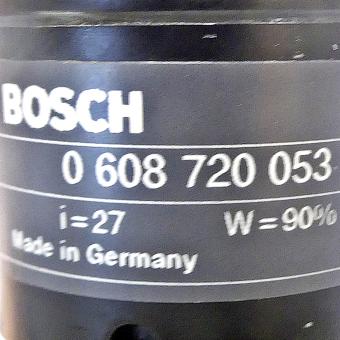 BOSCH
0 608 720 053
i=27 W=90%
Made in Germany